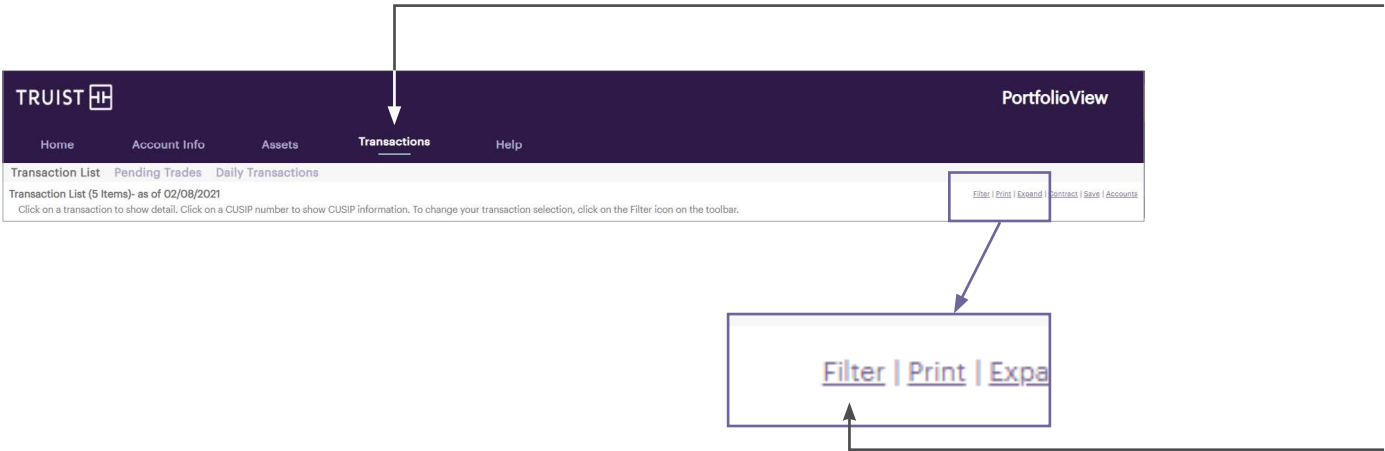 TRUIST
PortfolioView
Home Account Info Assets Transactions Help
Transaction List Pending Trades Daily Transactions
Transaction List (5 Items)- as of 02/08/2021
Filter | Print | Expand | Contract | Save | Accounts
Click on a transaction to show detail. Click on a CUSIP number to show CUSIP information. To change your transaction selection, click on the Filter icon on the toolbar.
Filter | Print | Expa